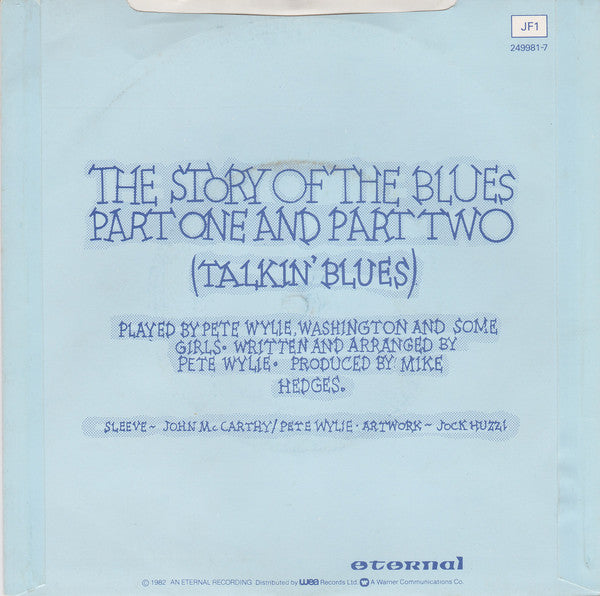 JF1
249981-7
THE STORY OF THE BLUES
PART ONE AND PART TWO
(TALKIN' BLUES)
PLAYED BY PETE WYLIE, WASHINGTON AND SOME
GIRLS. WRITTEN AND ARRANGED BY
PETE WYLIE. PRODUCED BY MIKE
HEDGES.
SLEEVE~ JOHN McCARTHY/PETE WYLIE · ARTWORK~ JOCK HUZZI
eternal
© 1982 AN ETERNAL RECORDING Distributed by wea Records Ltd. A Warner Communications Co.